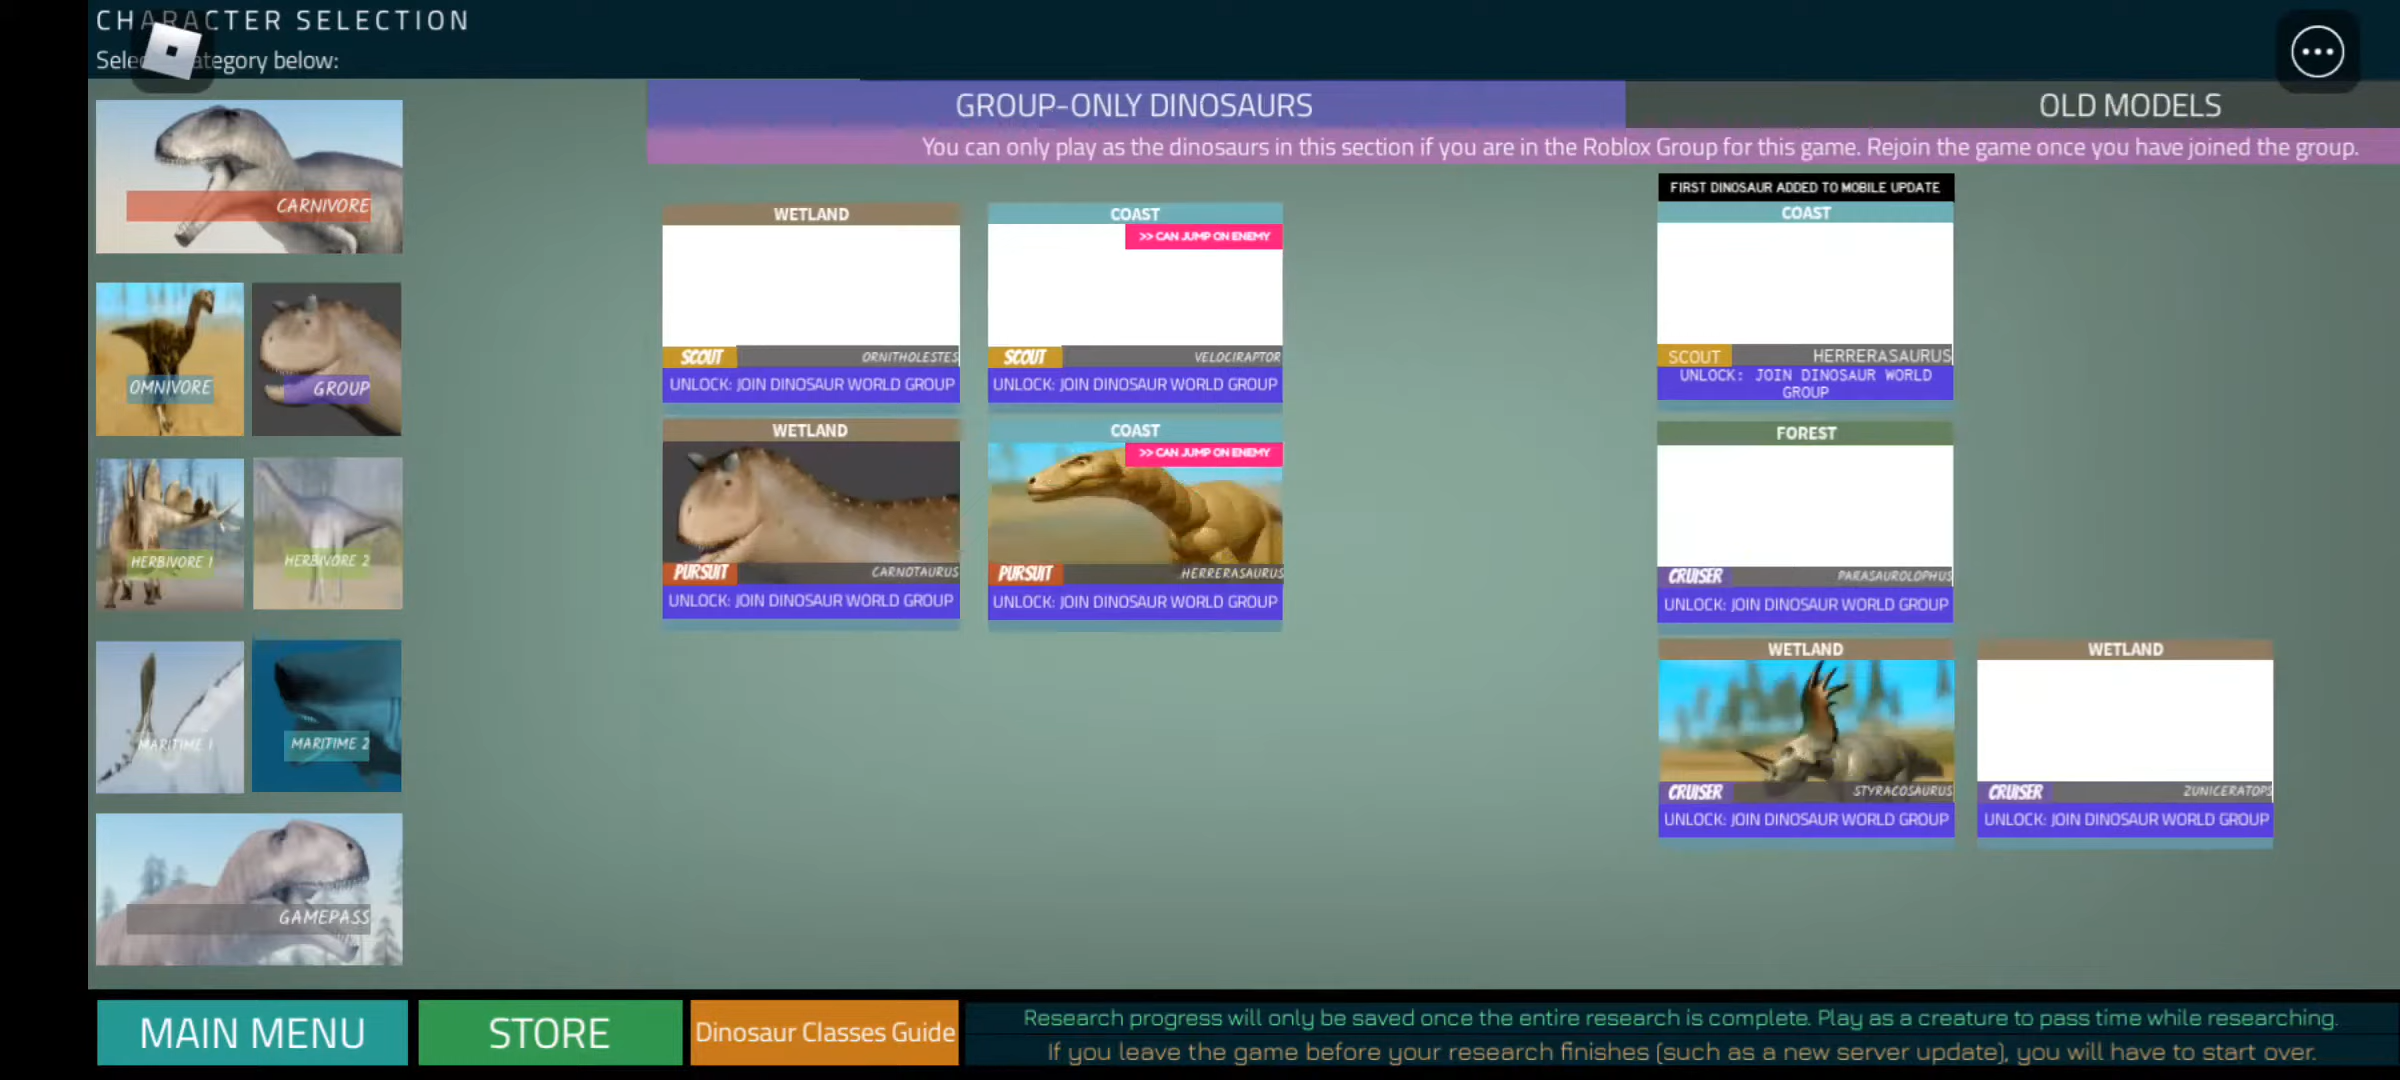 CHARACTER SELECTION
Select category below:
GROUP-ONLY DINOSAURS
OLD MODELS
You can only play as the dinosaurs in this section if you are in the Roblox Group for this game. Rejoin the game once you have joined the group.
CARNIVORE
OMNIVORE
GROUP
HERBIVORE 1
HERBIVORE 2
MARITIME 1
MARITIME 2
GAMEPASS
WETLAND
SCOUT
ORNITHOLESTES
UNLOCK: JOIN DINOSAUR WORLD GROUP
COAST
>> CAN JUMP ON ENEMY
SCOUT
VELOCIRAPTOR
UNLOCK: JOIN DINOSAUR WORLD GROUP
WETLAND
PURSUIT
CARNOTAURUS
UNLOCK: JOIN DINOSAUR WORLD GROUP
COAST
>> CAN JUMP ON ENEMY
PURSUIT
HERRERASAURUS
UNLOCK: JOIN DINOSAUR WORLD GROUP
FIRST DINOSAUR ADDED TO MOBILE UPDATE
COAST
SCOUT
HERRERASAURUS
UNLOCK: JOIN DINOSAUR WORLD
GROUP
FOREST
CRUISER
PARASAUROLOPHUS
UNLOCK: JOIN DINOSAUR WORLD GROUP
WETLAND
CRUISER
STYRACOSAURUS
UNLOCK: JOIN DINOSAUR WORLD GROUP
WETLAND
CRUISER
ZUNICERATOPS
UNLOCK: JOIN DINOSAUR WORLD GROUP
MAIN MENU
STORE
Dinosaur Classes Guide
Research progress will only be saved once the entire research is complete. Play as a creature to pass time while researching.
If you leave the game before your research finishes (such as a new server update), you will have to start over.